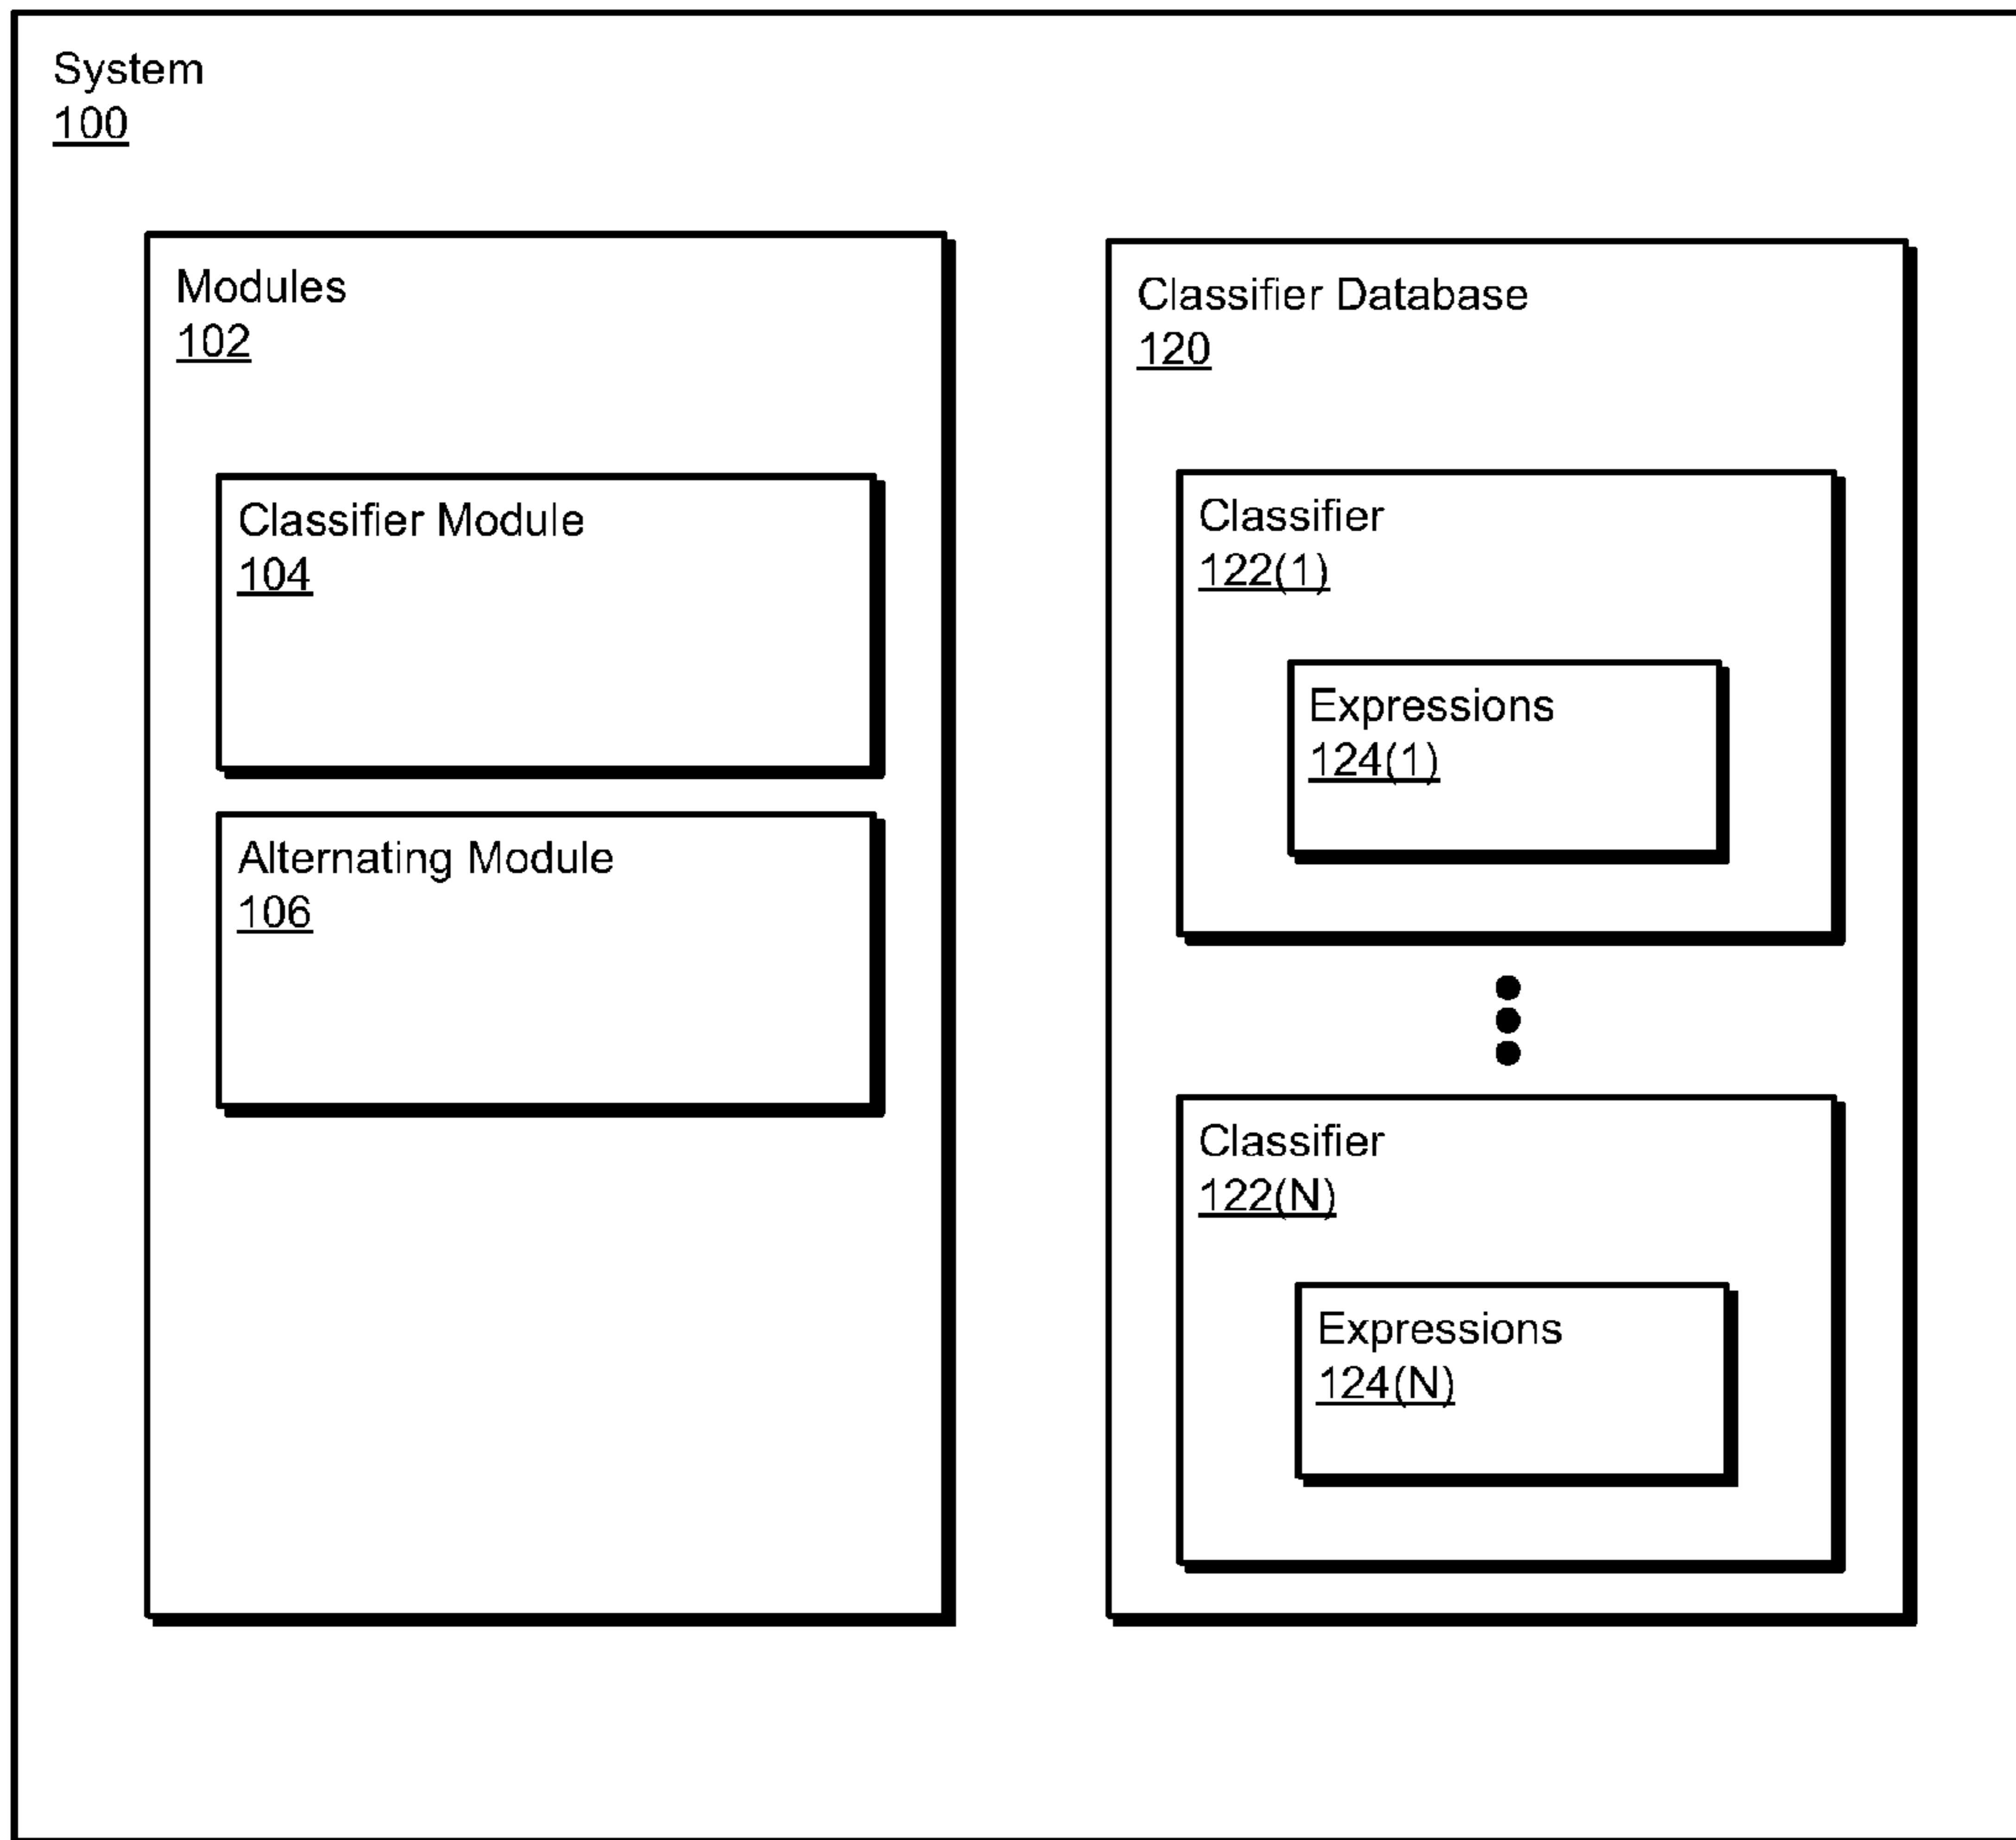 System
100
Modules
102
Classifier Module
104
Alternating Module
106
Classifier Database
120
Classifier
122(1)
Expressions
124(1)
Classifier
122(N)
Expressions
124(N)